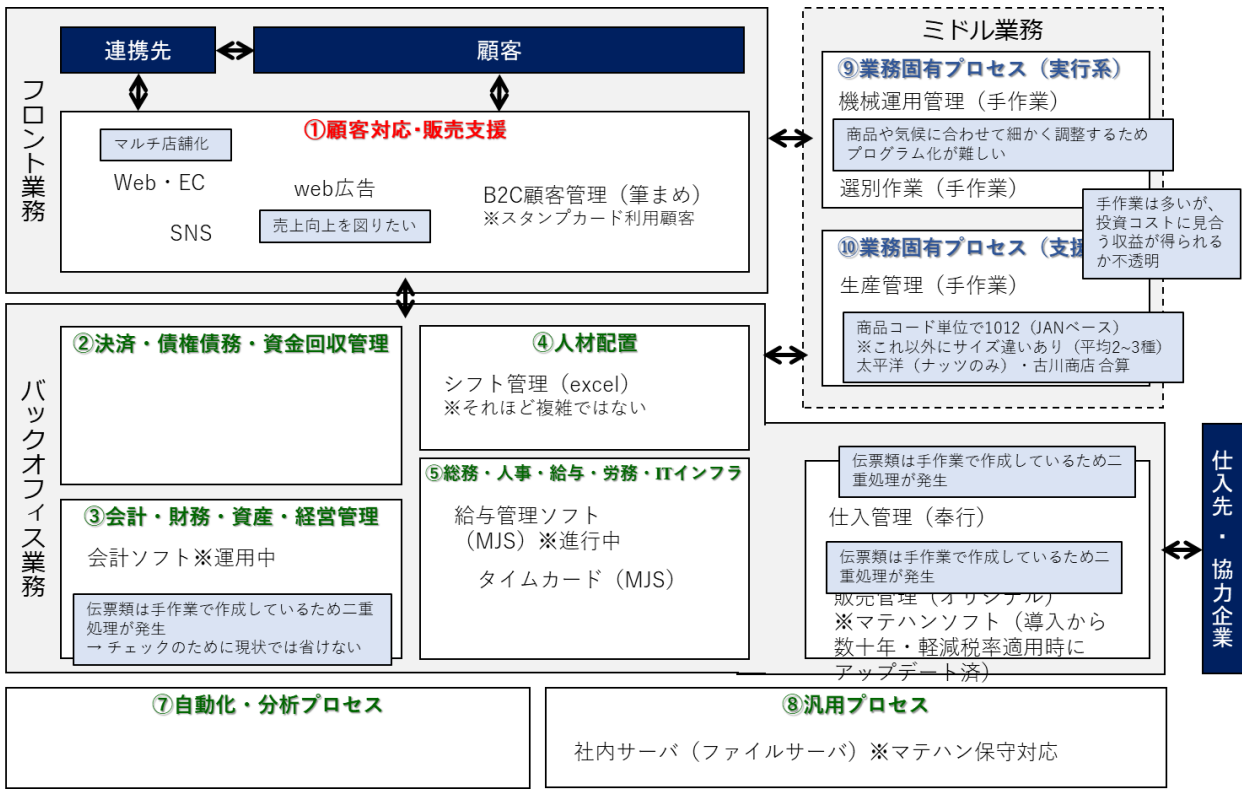 フロント業務
連携先
顧客
①顧客対応・販売支援
マルチ店舗化
Web・EC
SNS
web広告
売上向上を図りたい
B2C顧客管理（筆まめ）
※スタンプカード利用顧客
ミドル業務
⑨業務固有プロセス（実行系）
機械運用管理（手作業）
商品や気候に合わせて細かく調整するため
プログラム化が難しい
選別作業（手作業）
手作業は多いが、
投資コストに見合
う収益が得られる
か不透明
⑩業務固有プロセス（支援
生産管理（手作業）
商品コード単位で1012（JANベース）
※これ以外にサイズ違いあり（平均2~3種）
太平洋（ナッツのみ）・古川商店合算
バックオフィス業務
②決済・債権債務・資金回収管理
③会計・財務・資産・経営管理
会計ソフト※運用中
伝票類は手作業で作成しているため二重
処理が発生
→チェックのために現状では省けない
④人材配置
シフト管理（excel）
※それほど複雑ではない
⑤総務・人事・給与・労務・ITインフラ
給与管理ソフト
（MJS）※進行中
タイムカード（MJS）
伝票類は手作業で作成しているため二
重処理が発生
仕入管理（奉行）
伝票類は手作業で作成しているため二
重処理が発生
販売管理（オリジナル）
※マテハンソフト（導入から
数十年・軽減税率適用時に
アップデート済）
仕入先・協力企業
⑦自動化・分析プロセス
⑧汎用プロセス
社内サーバ（ファイルサーバ）※マテハン保守対応